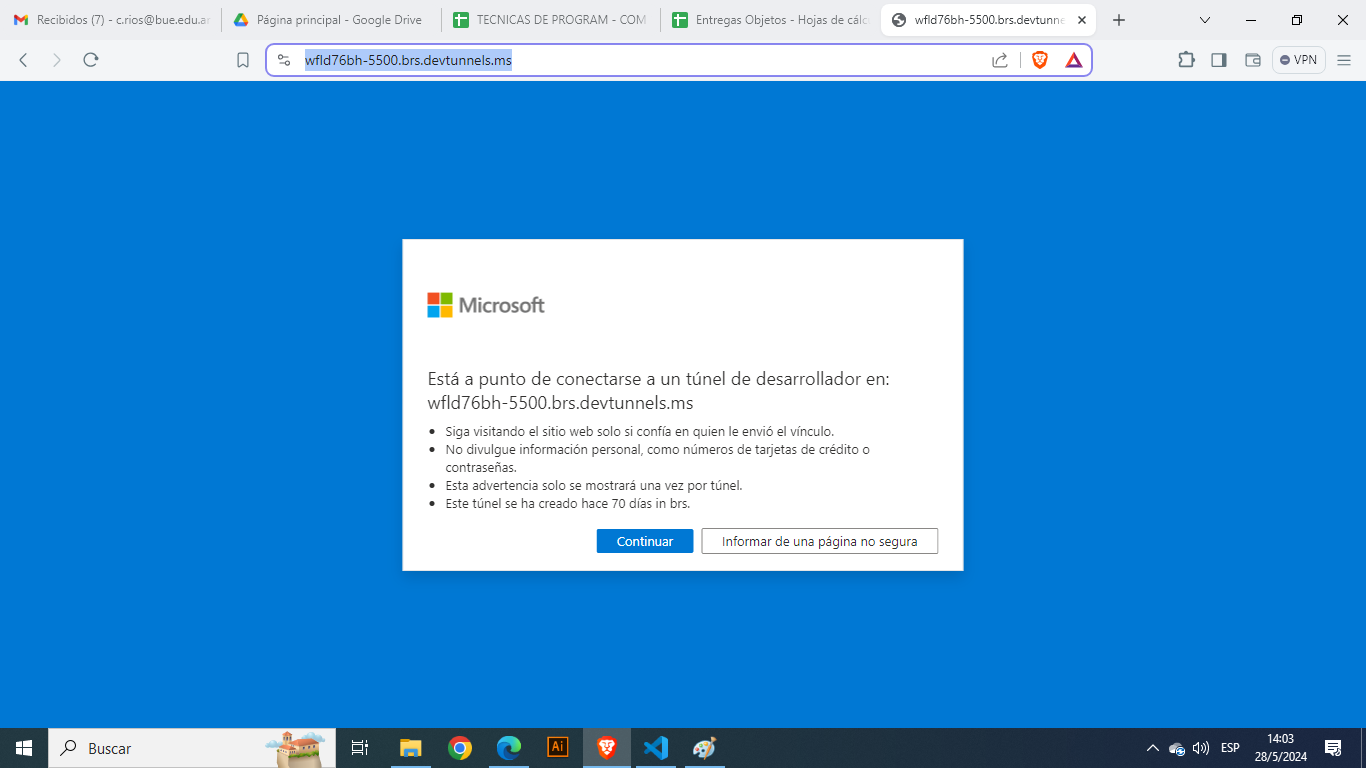 Recibidos (7) - c.rios@bue.edu.ar
Página principal - Google Drive
TECNICAS DE PROGRAM - COM
Entregas Objetos - Hojas de cálc
wfld76bh-5500.brs.devtunne
wfld76bh-5500.brs.devtunnels.ms
VPN
Microsoft
Está a punto de conectarse a un túnel de desarrollador en:
wfld76bh-5500.brs.devtunnels.ms
Siga visitando el sitio web solo si confía en quien le envió el vínculo.
No divulgue información personal, como números de tarjetas de crédito o
contraseñas.
Esta advertencia solo se mostrará una vez por túnel.
Este túnel se ha creado hace 70 días in brs.
Continuar
Informar de una página no segura
Buscar
Ai
ESP
14:03
28/5/2024